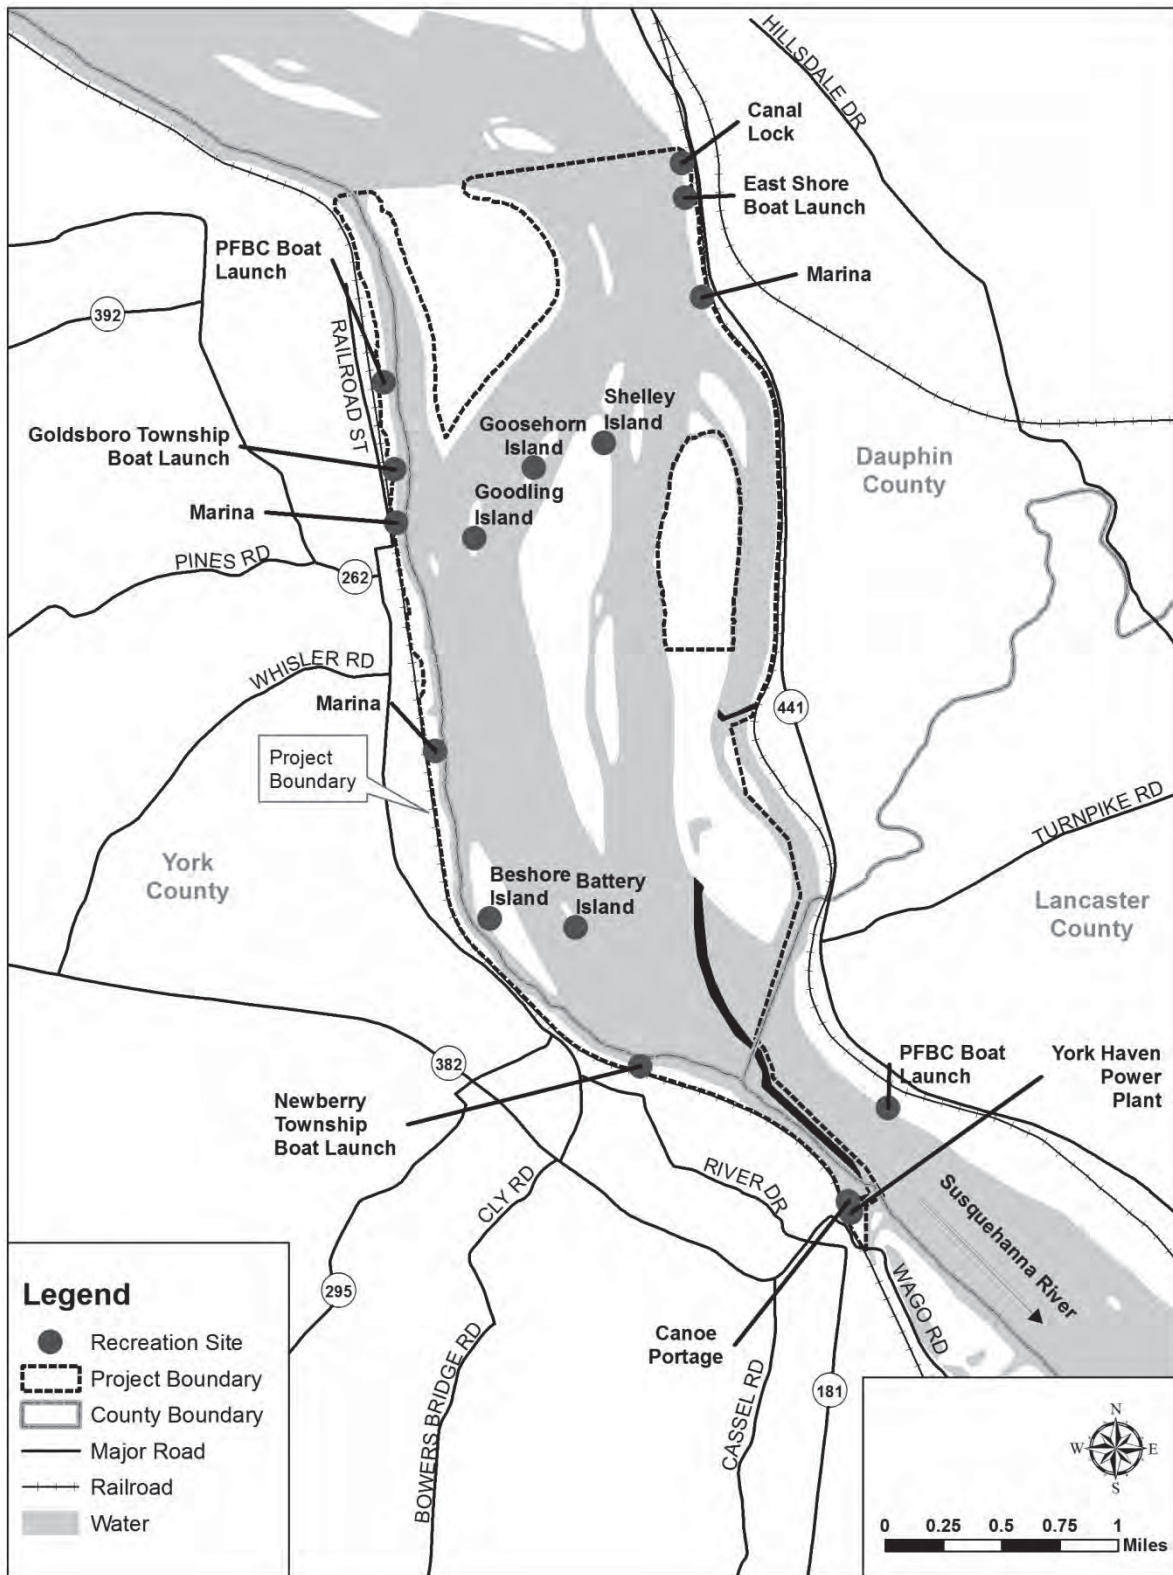 HILLSDALE DR
Canal
Lock
East Shore
Boat Launch
PFBC Boat
Launch
Marina
392
RAILROAD ST
Shelley
Island
Goosehorn
Island
Goldsboro Township
Boat Launch
Dauphin
County
Goodling
Island
Marina
PINES RD
262
WHISLER RD
Marina
441
Project
Boundary
TURNPIKE RD
York
County
Beshore
Island
Battery
Island
Lancaster
County
382
PFBC Boat
Launch
York Haven
Power
Plant
Newberry
Township
Boat Launch
CLY RD
RIVER DR
Susquehanna River
WAGO RD
295
BOWERS BRIDGE RD
Canoe
Portage
CASSEL RD
181
Legend
Recreation Site
Project Boundary
County Boundary
Major Road
Railroad
Water
N
W E
S
0 0.25 0.5 0.75 1
Miles